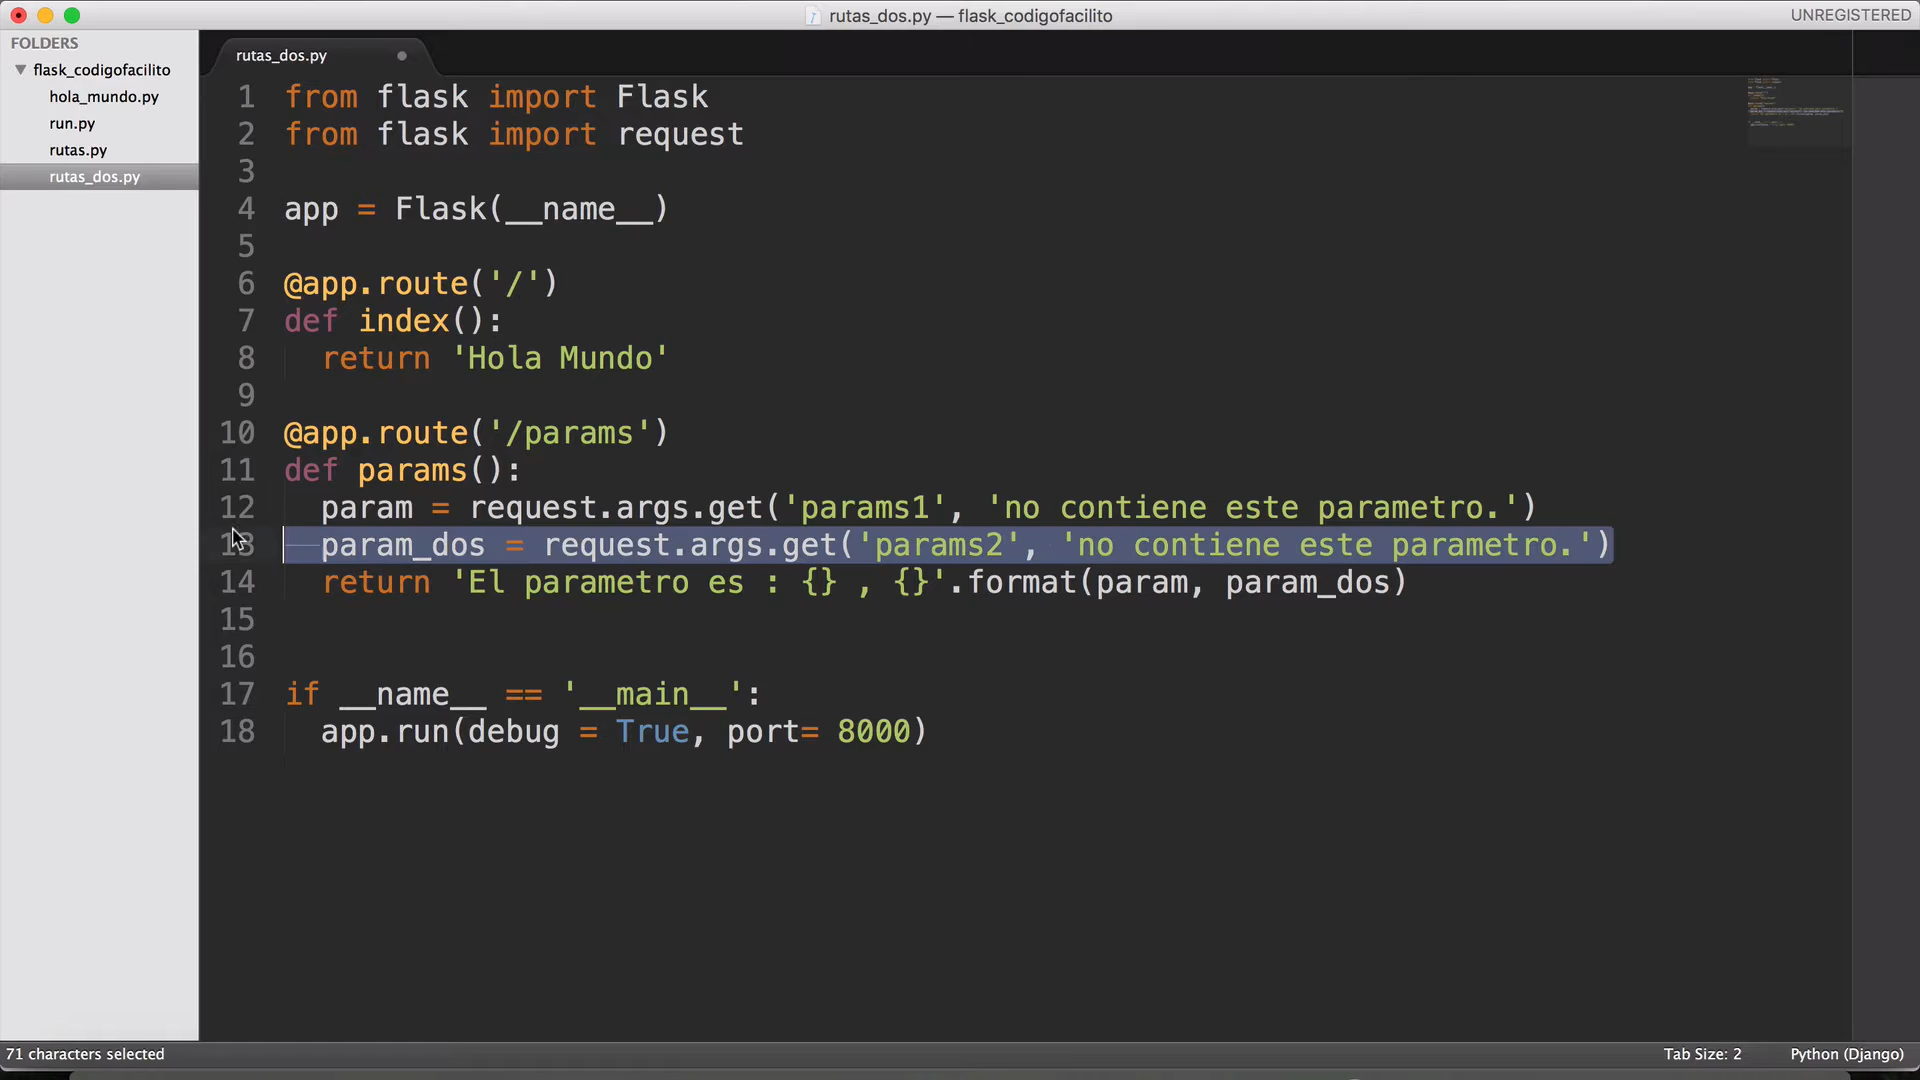 rutas_dos.py — flask_codigofacilito
UNREGISTERED
FOLDERS
flask_codigofacilito
hola_mundo.py
run.py
rutas.py
rutas_dos.py
rutas_dos.py
1 from flask import Flask
2 from flask import request
3
4 app = Flask(__name__)
5
6 @app.route('/')
7 def index():
8 return 'Hola Mundo'
9
10 @app.route('/params')
11 def params():
12 param = request.args.get('params1', 'no contiene este parametro.')
13 param_dos = request.args.get('params2', 'no contiene este parametro.')
14 return 'El parametro es : {} , {}'.format(param, param_dos)
15
16
17 if __name__ == '__main__':
18 app.run(debug = True, port= 8000)
71 characters selected
Tab Size: 2
Python (Django)